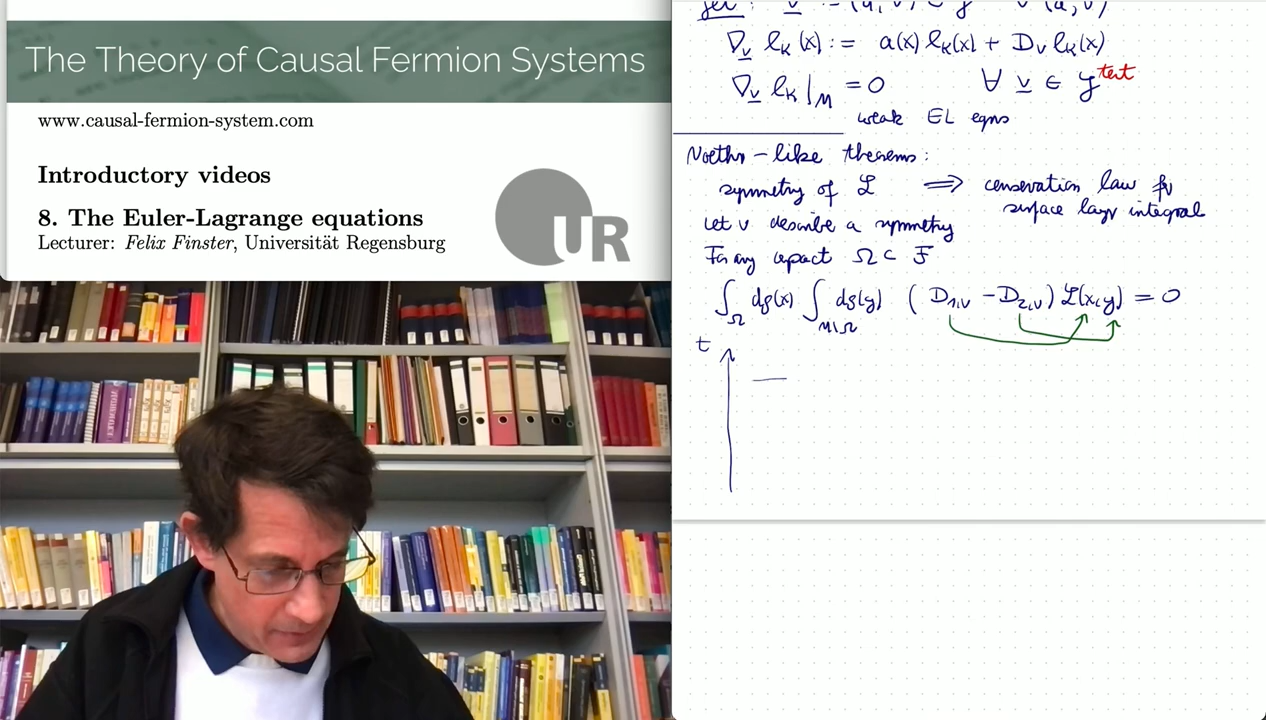 The Theory of Causal Fermion Systems
www.causal-fermion-system.com
Introductory videos
8. The Euler-Lagrange equations
Lecturer: Felix Finster, Universität Regensburg
UR
∇_v ℓ_κ(x) := a(x) ℓ_κ(x) + D_v ℓ_κ(x)
∇_v ℓ_κ|_M = 0 ∀ v ∈ J^test
weak EL eqns
Noether-like theorems:
symmetry of L ⟹ conservation law for
surface layer integral
Let v describe a symmetry
For any cpact Ω ⊂ F
∫_Ω dρ(x) ∫_{M\Ω} dρ(y) (D_{1,v} − D_{2,v}) L(x,y) = 0
t